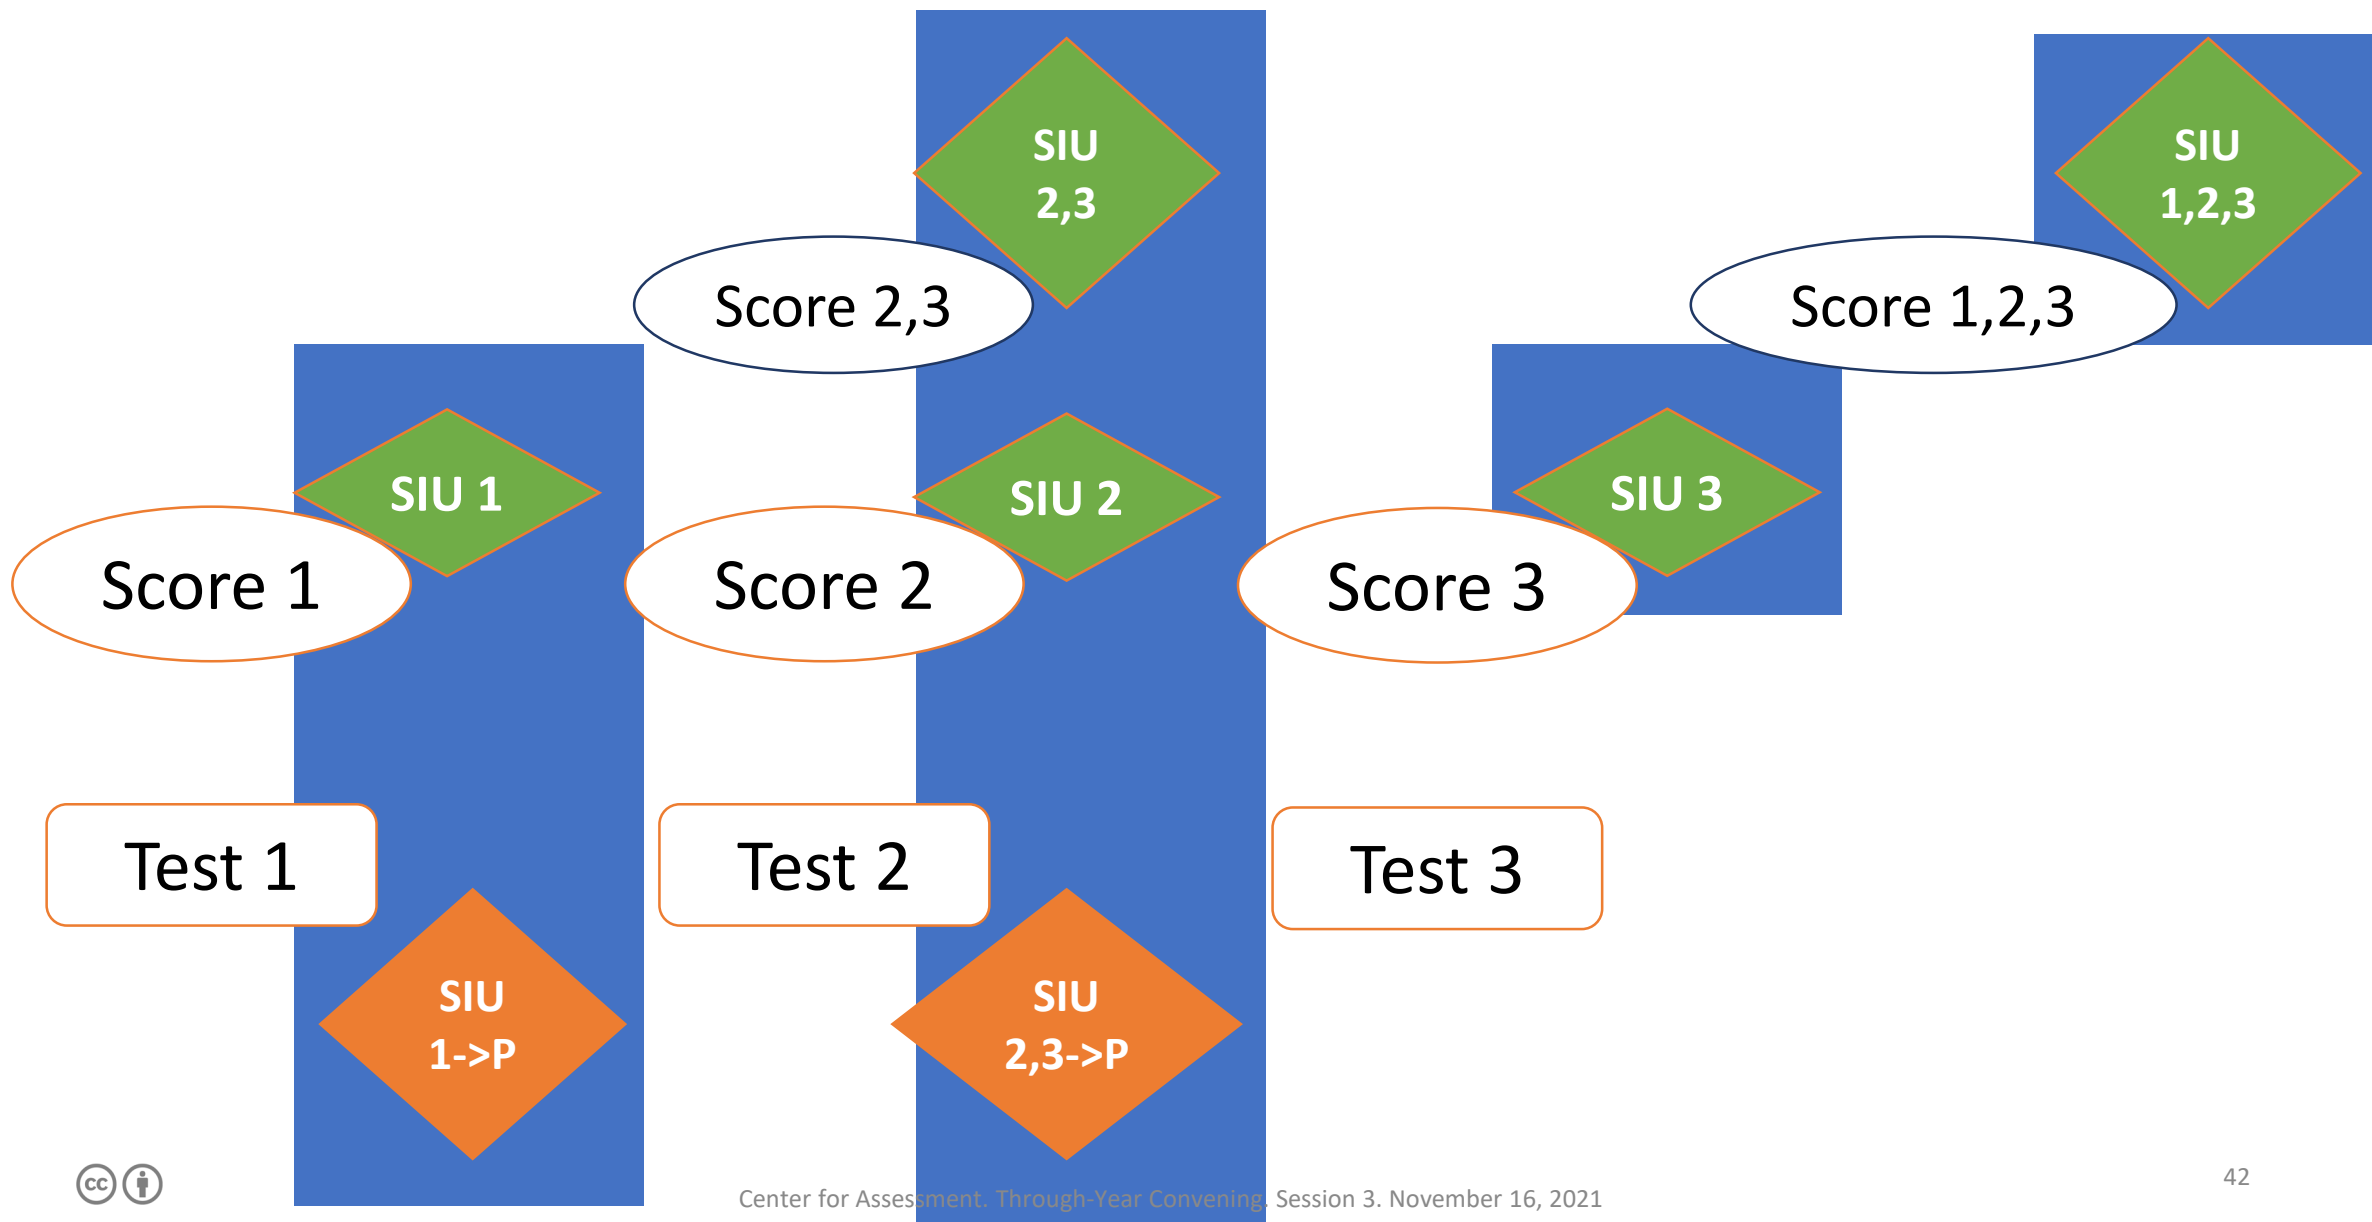 SIU
2,3
SIU
1,2,3
Score 2,3
Score 1,2,3
SIU 1
SIU 2
SIU 3
Score 1
Score 2
Score 3
Test 1
Test 2
Test 3
SIU
1->P
SIU
2,3->P
cc
Center for Assessment. Through-Year Convening. Session 3. November 16, 2021
42